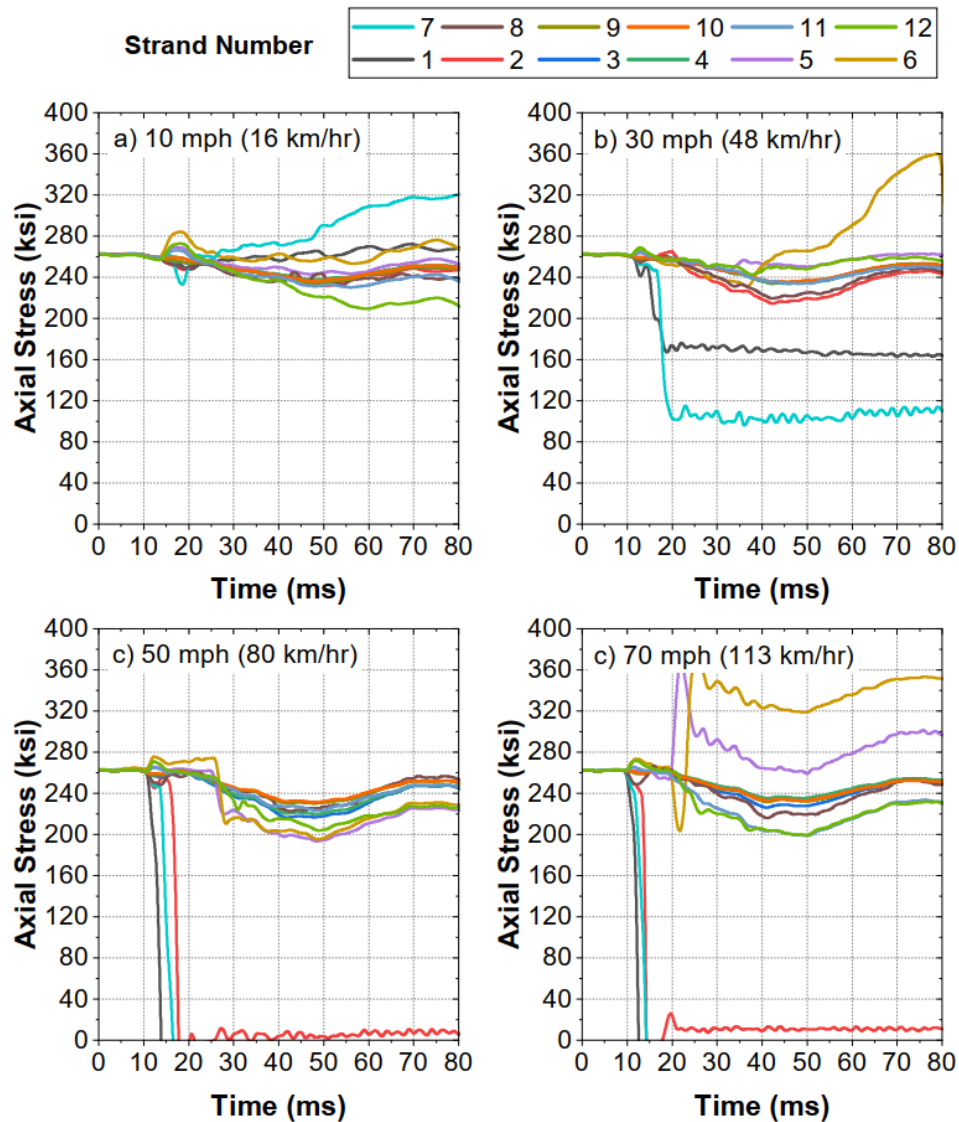 Strand Number
7 8 9 10 11 12
1 2 3 4 5 6
a) 10 mph (16 km/hr)
Axial Stress (ksi)
400
360
320
280
240
200
160
120
80
40
0
0 10 20 30 40 50 60 70 80
Time (ms)
b) 30 mph (48 km/hr)
Axial Stress (ksi)
400
360
320
280
240
200
160
120
80
40
0
0 10 20 30 40 50 60 70 80
Time (ms)
c) 50 mph (80 km/hr)
Axial Stress (ksi)
400
360
320
280
240
200
160
120
80
40
0
0 10 20 30 40 50 60 70 80
Time (ms)
c) 70 mph (113 km/hr)
Axial Stress (ksi)
400
360
320
280
240
200
160
120
80
40
0
0 10 20 30 40 50 60 70 80
Time (ms)